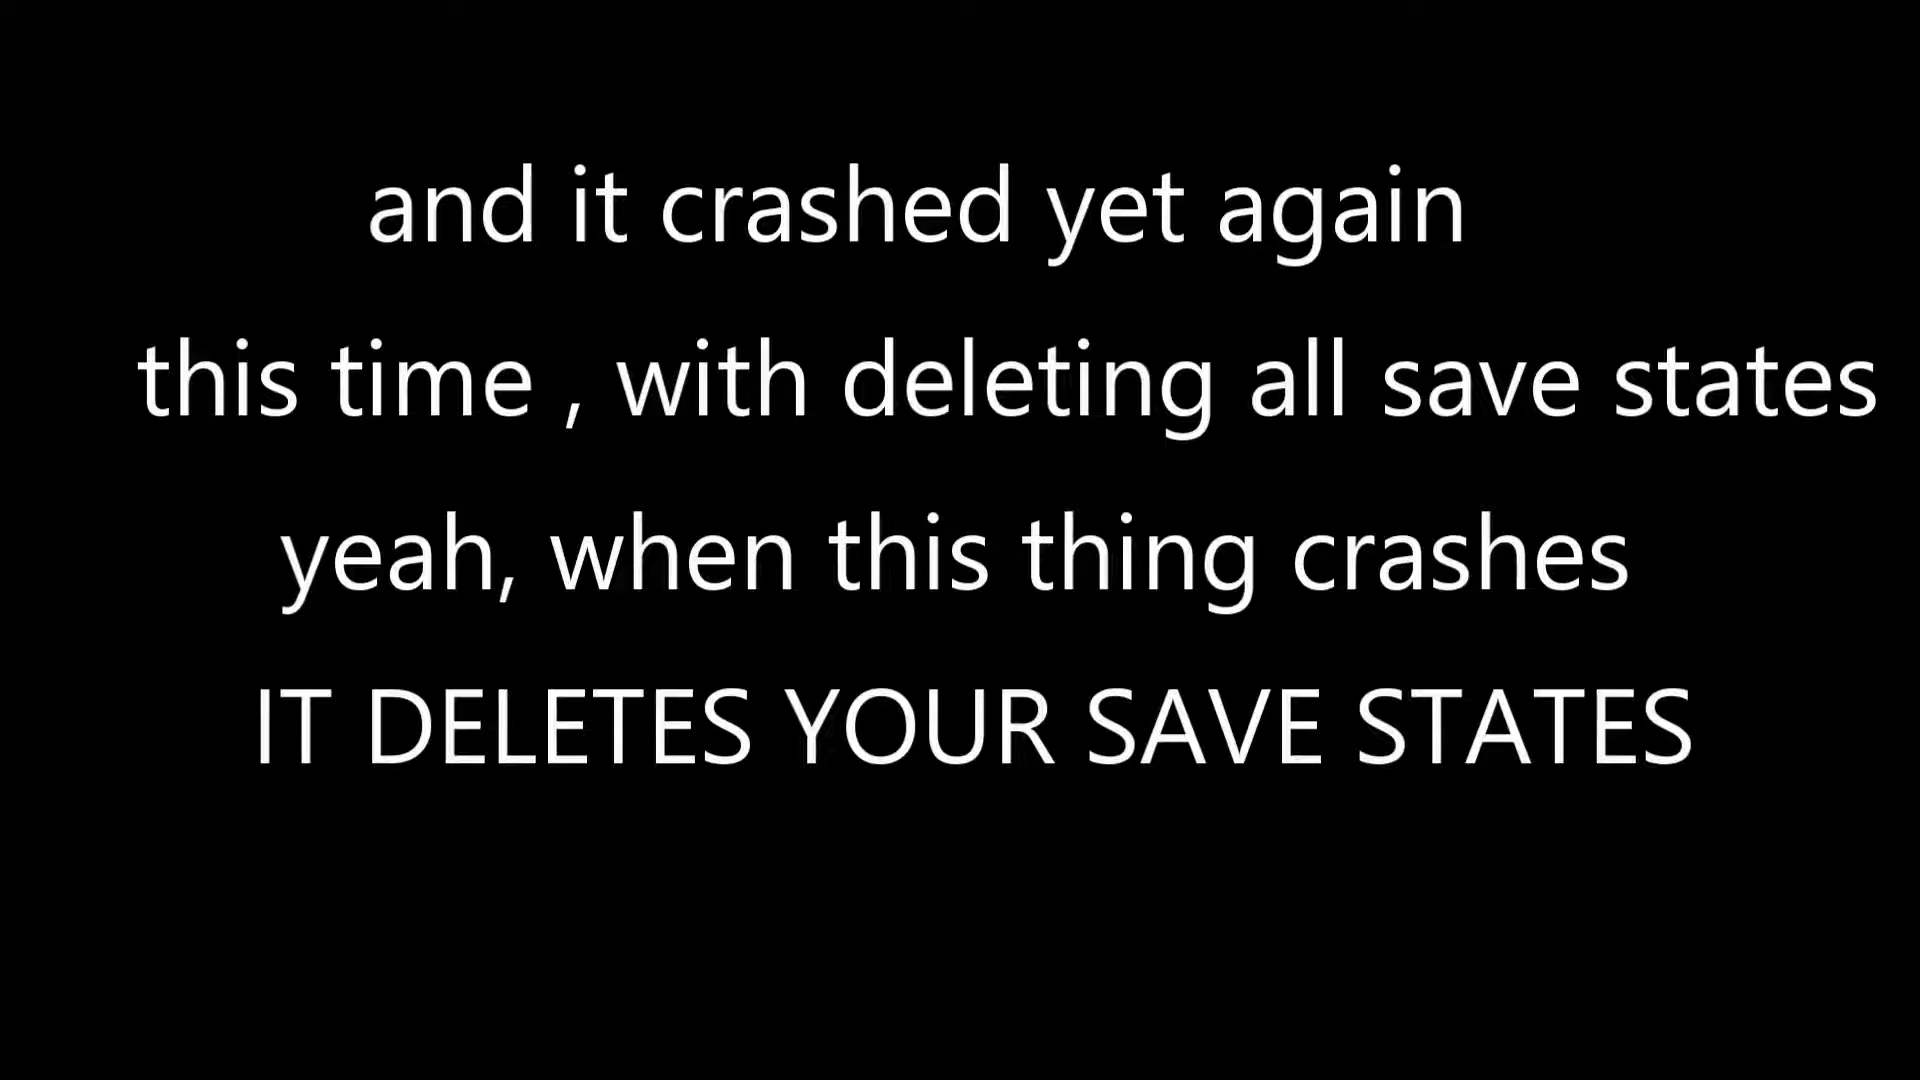 and it crashed yet again
this time , with deleting all save states
yeah, when this thing crashes
IT DELETES YOUR SAVE STATES